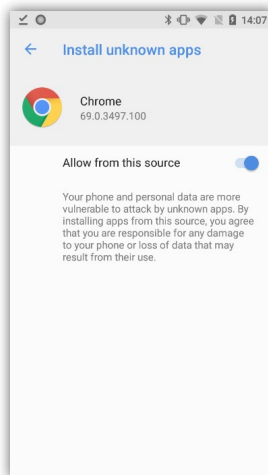 14:07
Install unknown apps
Chrome
69.0.3497.100
Allow from this source
Your phone and personal data are more
vulnerable to attack by unknown apps. By
installing apps from this source, you agree
that you are responsible for any damage
to your phone or loss of data that may
result from their use.